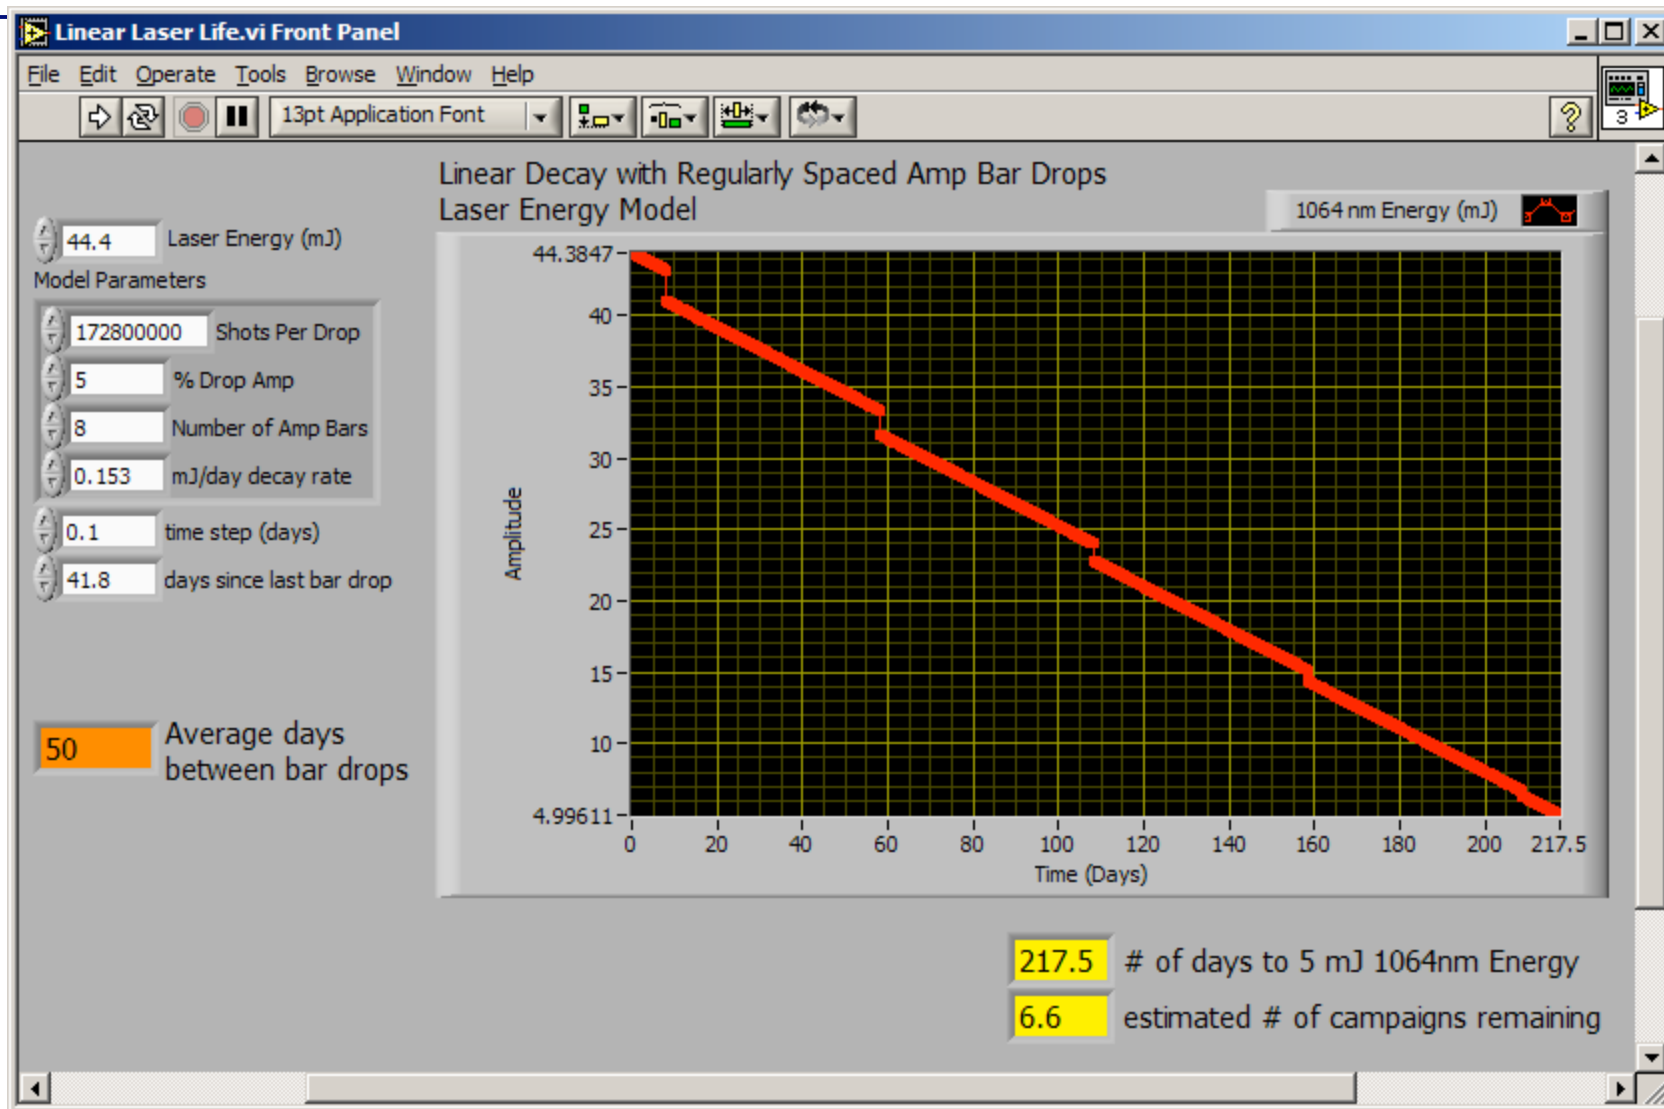 Linear Laser Life.vi Front Panel
File Edit Operate Tools Browse Window Help
13pt Application Font
?
3
Linear Decay with Regularly Spaced Amp Bar Drops
Laser Energy Model
1064 nm Energy (mJ)
44.4 Laser Energy (mJ)
Model Parameters
172800000 Shots Per Drop
5 % Drop Amp
8 Number of Amp Bars
0.153 mJ/day decay rate
0.1 time step (days)
41.8 days since last bar drop
50 Average days
between bar drops
Amplitude
44.3847
40
35
30
25
20
15
10
4.99611
0 20 40 60 80 100 120 140 160 180 200 217.5
Time (Days)
217.5 # of days to 5 mJ 1064nm Energy
6.6 estimated # of campaigns remaining